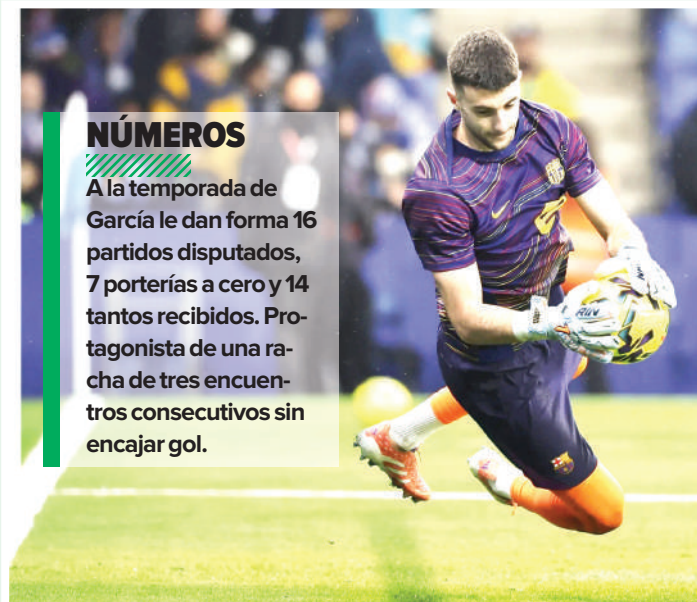 NÚMEROS
A la temporada de
García le dan forma 16
partidos disputados,
7 porterías a cero y 14
tantos recibidos. Pro-
tagonista de una ra-
cha de tres encuen-
tros consecutivos sin
encajar gol.